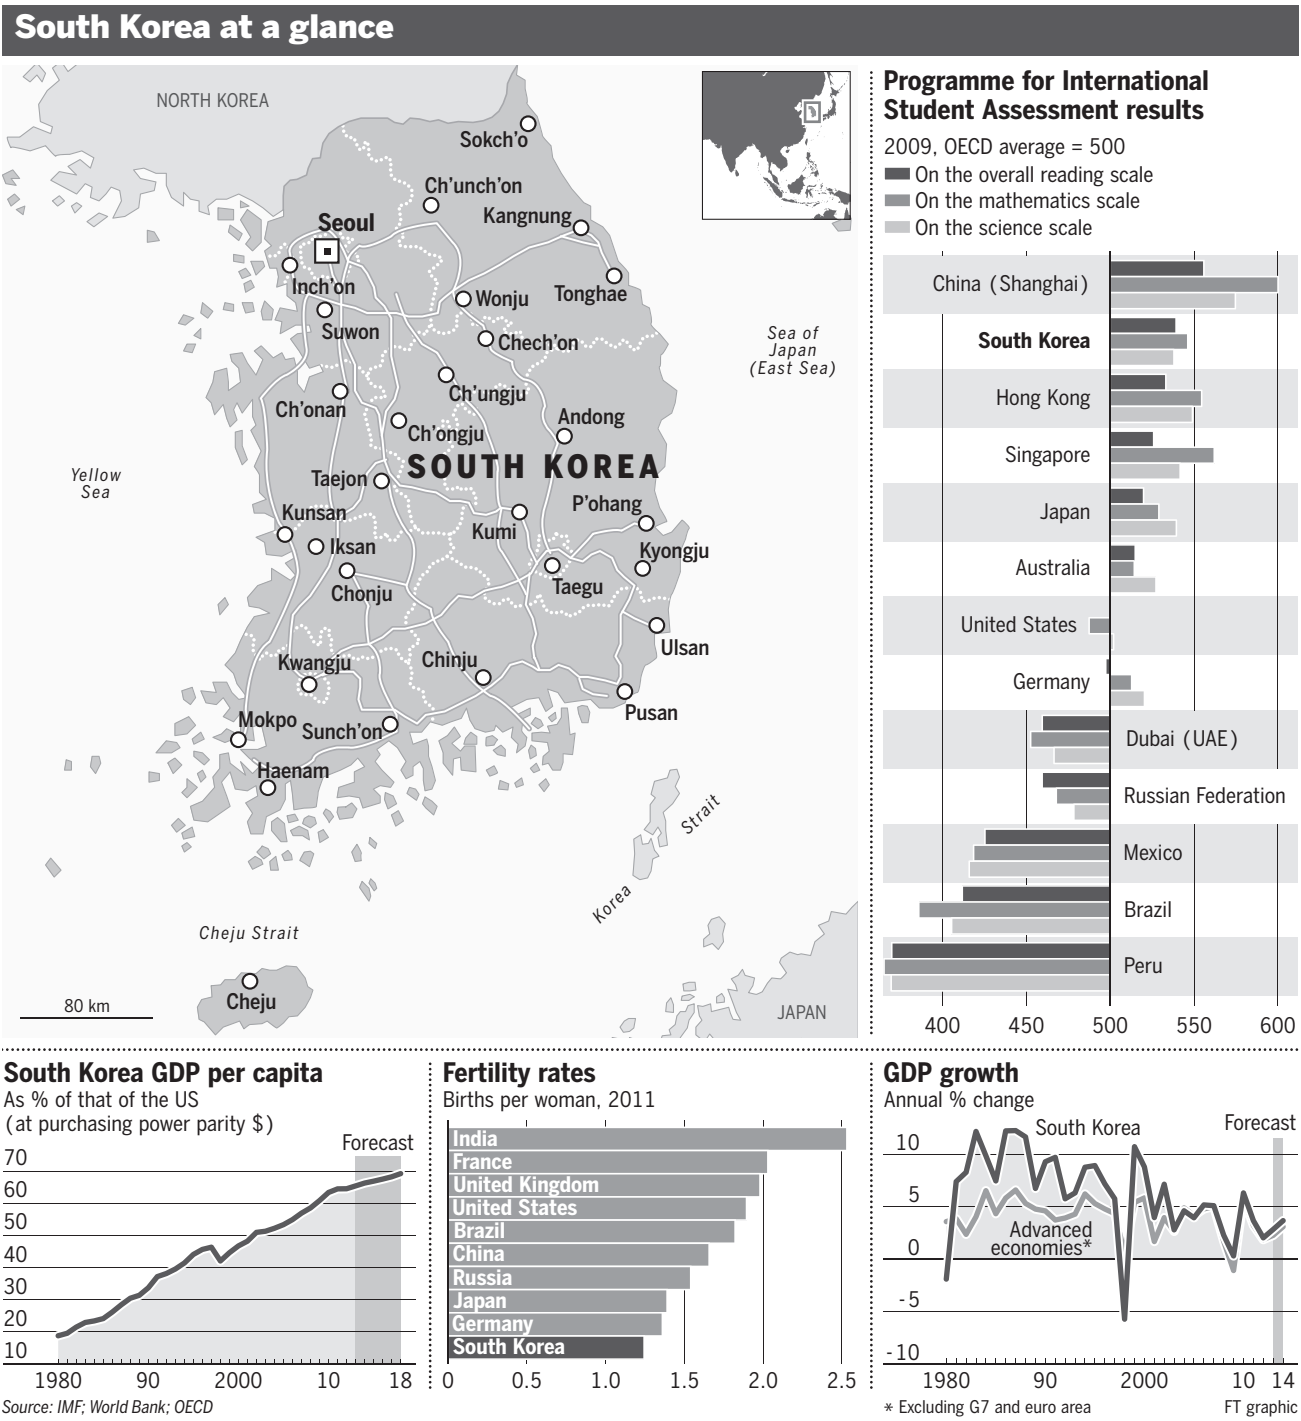 South Korea at a glance
NORTH KOREA
Sokch'o
Ch'unch'on
Kangnung
Seoul
Inch'on
Tonghae
Wonju
Suwon
Chech'on
Sea of
Japan
(East Sea)
Ch'ungju
Ch'onan
Andong
Ch'ongju
SOUTH KOREA
Yellow
Sea
Taejon
P'ohang
Kunsan
Kumi
Iksan
Kyongju
Chonju
Taegu
Ulsan
Kwangju
Chinju
Pusan
Mokpo
Sunch'on
Haenam
Korea Strait
Cheju Strait
Cheju
80 km
JAPAN
Programme for International
Student Assessment results
2009, OECD average = 500
On the overall reading scale
On the mathematics scale
On the science scale
China (Shanghai)
South Korea
Hong Kong
Singapore
Japan
Australia
United States
Germany
Dubai (UAE)
Russian Federation
Mexico
Brazil
Peru
400 450 500 550 600
South Korea GDP per capita
As % of that of the US
(at purchasing power parity $)
Forecast
70
60
50
40
30
20
10
1980 90 2000 10 18
Source: IMF; World Bank; OECD
Fertility rates
Births per woman, 2011
India
France
United Kingdom
United States
Brazil
China
Russia
Japan
Germany
South Korea
0 0.5 1.0 1.5 2.0 2.5
GDP growth
Annual % change
Forecast
South Korea
10
5
Advanced
economies*
0
-5
-10
1980 90 2000 10 14
* Excluding G7 and euro area
FT graphic